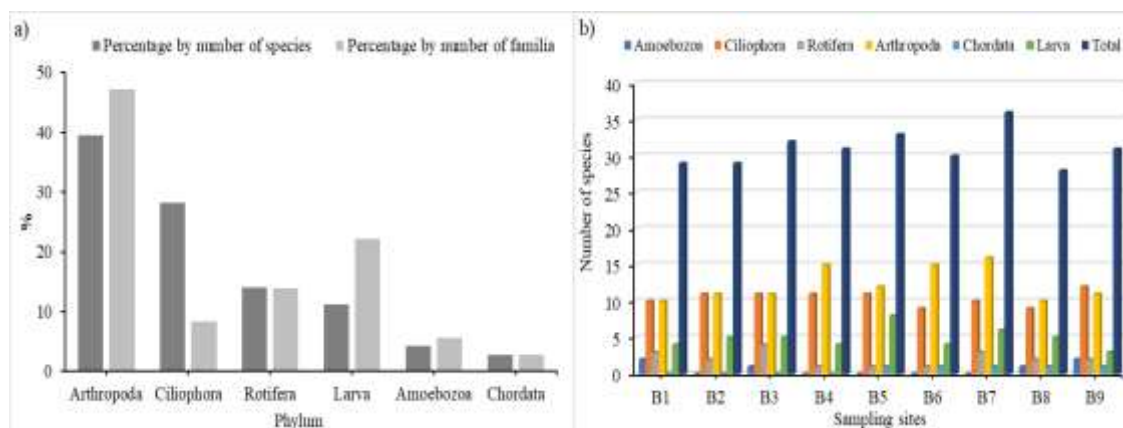 a)
Percentage by number of species Percentage by number of familia
50
40
30
20
10
0
%
Arthropoda Ciliophora Rotifera Larva Amoebozoa Chordata
Phylum
b)
Amoebozoa Ciliophora Rotifera Arthropoda Chordata Larva Total
40
35
30
25
20
15
10
5
0
Number of species
B1 B2 B3 B4 B5 B6 B7 B8 B9
Sampling sites